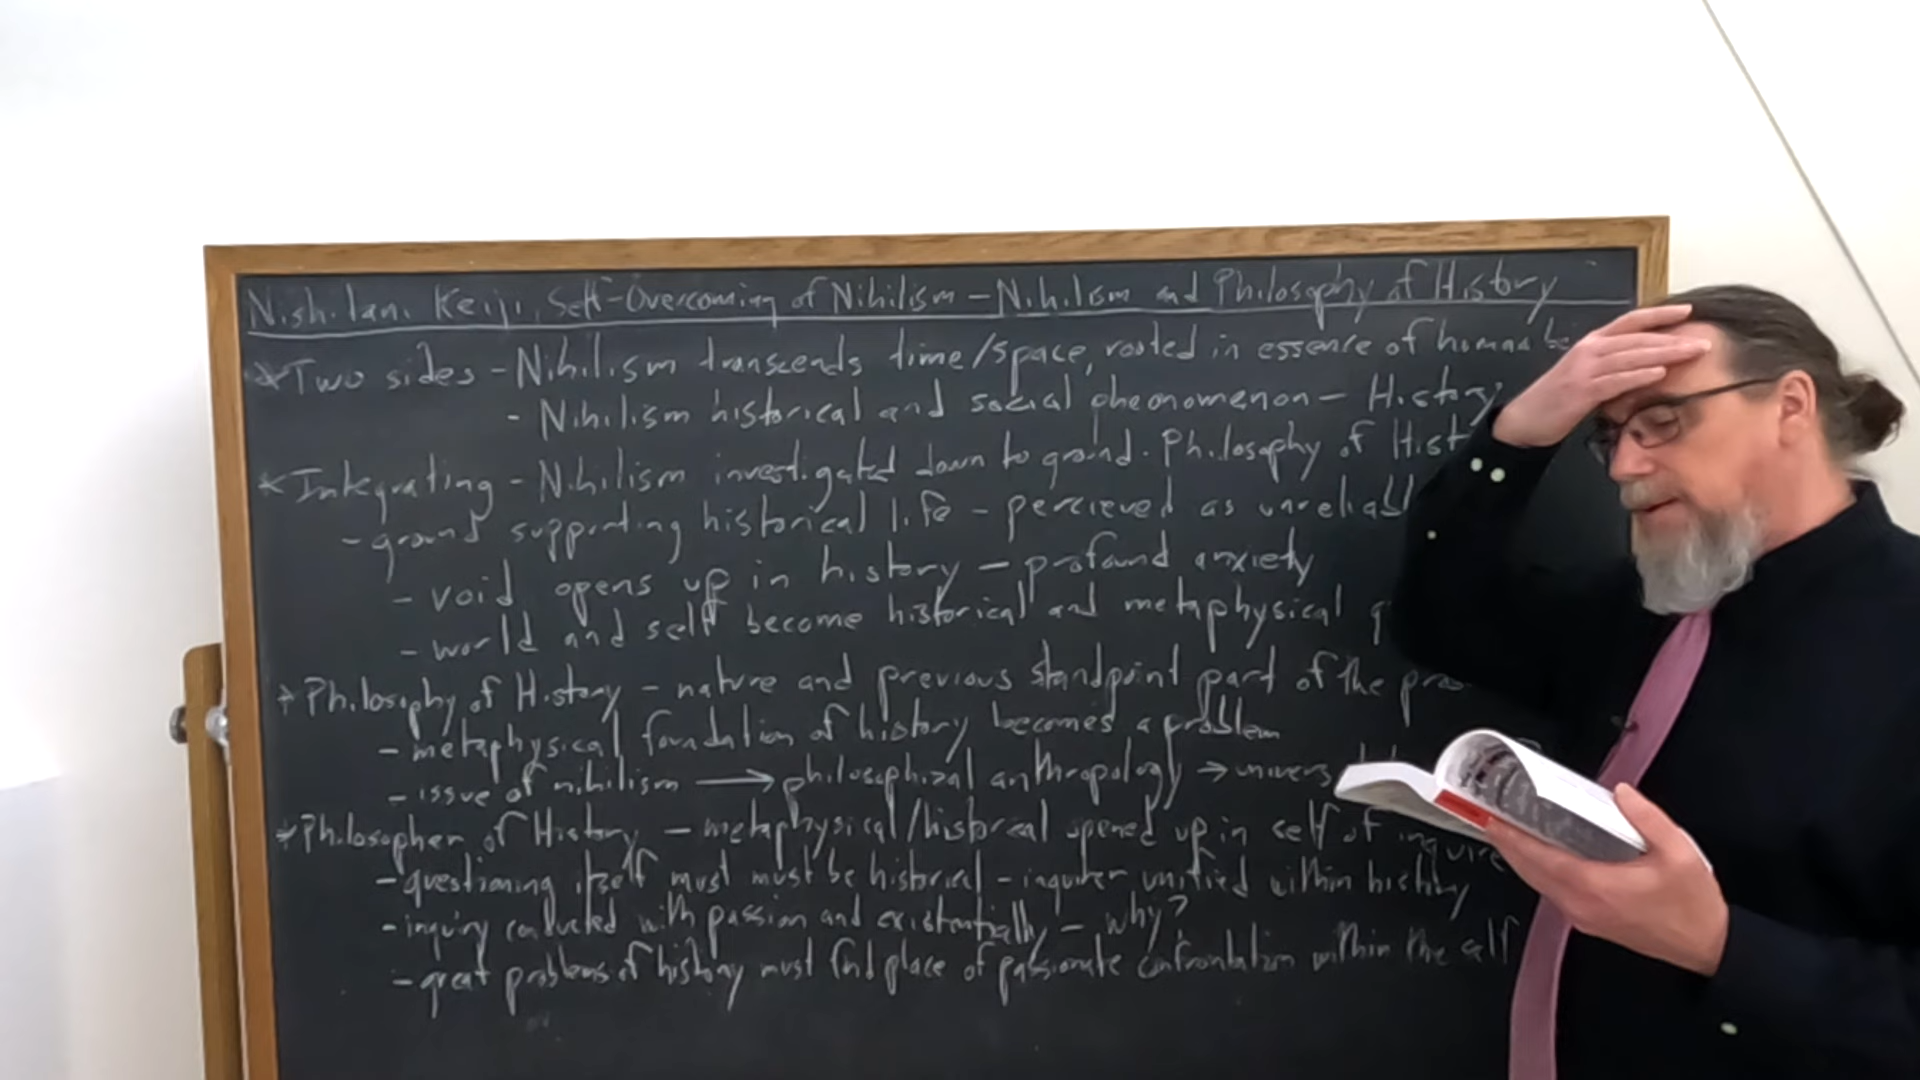 Nishitani Keiji, Self-Overcoming of Nihilism - Nihilism and Philosophy of History
* Two sides - Nihilism transcends time/space, rooted in essence of human be
- Nihilism historical and social pheonomenon - History
* Integrating - Nihilism investigated down to ground. Philosophy of Hist
- ground supporting historical life - percieved as unreliabl
- void opens up in history - profound anxiety
- world and self become historical and metaphysical q
* Philosophy of History - nature and previous standpoint part of the pro
- metaphysical foundation of history becomes a problem
- issue of nihilism → philosophical anthropology → univers
* Philosopher of History - metaphysical/historical opened up in self of inquire
- questioning itself must must be historical - inquirer unified within history
- inquiry conducted with passion and existentially - why?
- great problems of history must find place of passionate confrontation within the self